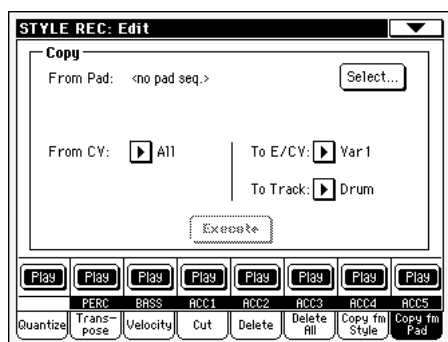 STYLE REC: Edit
Copy
From Pad: <no pad seq.> Select...
From CV: All To E/CV: Var1
To Track: Drum
Execute
Play Play Play Play Play Play Play Play
PERC BASS ACC1 ACC2 ACC3 ACC4 ACC5
Quantize Trans-pose Velocity Cut Delete Delete All Copy fm Style Copy fm Pad